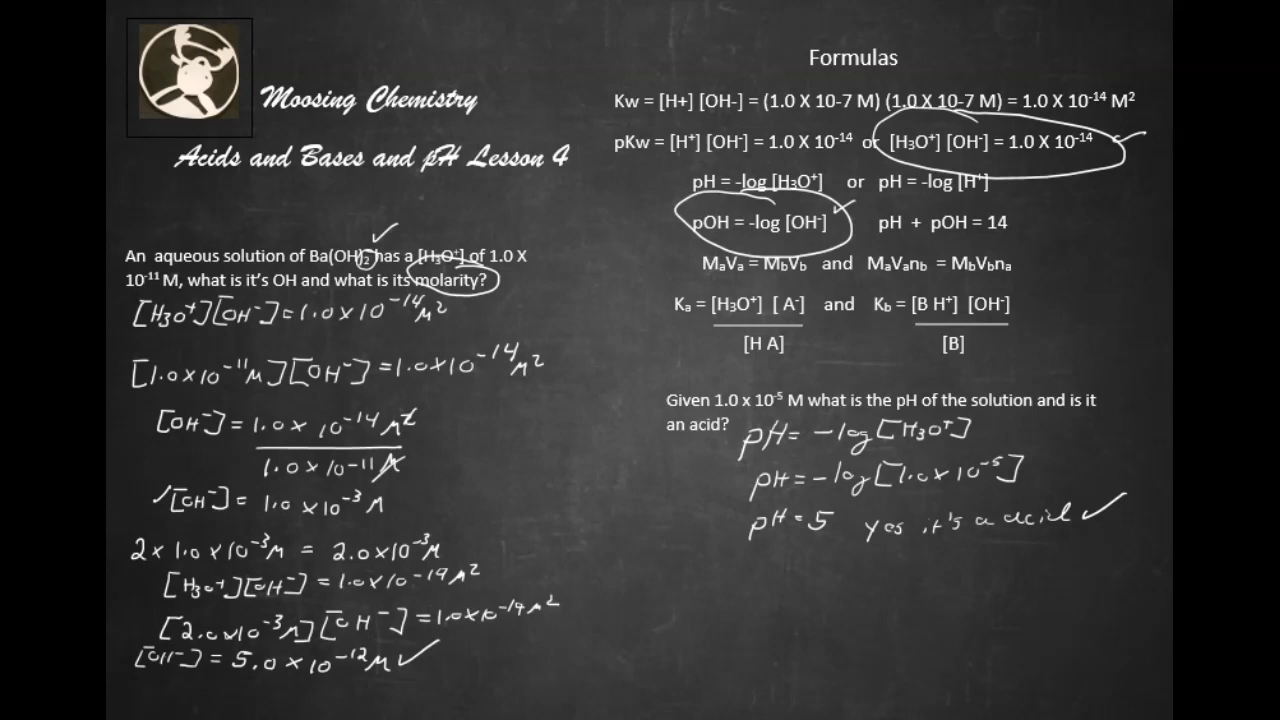 Moosing Chemistry
Acids and Bases and pH Lesson 4
An aqueous solution of Ba(OH)₂ has a [H₃O⁺] of 1.0 X
10⁻¹¹ M, what is it's OH and what is its molarity?
[H₃O⁺][OH⁻] = 1.0 x 10⁻¹⁴ M²
[1.0 x 10⁻¹¹ M][OH⁻] = 1.0 x 10⁻¹⁴ M²
[OH⁻] = 1.0 x 10⁻¹⁴ M²
1.0 x 10⁻¹¹ M
✓[OH⁻] = 1.0 x 10⁻³ M
2 x 1.0 x 10⁻³ M = 2.0 x 10⁻³ M
[H₃O⁺][OH⁻] = 1.0 x 10⁻¹⁴ M²
[2.0 x 10⁻³ M][OH⁻] = 1.0 x 10⁻¹⁴ M²
[OH⁻] = 5.0 x 10⁻¹² M ✓
Formulas
Kw = [H+] [OH-] = (1.0 X 10-7 M) (1.0 X 10-7 M) = 1.0 X 10⁻¹⁴ M²
pKw = [H⁺] [OH⁻] = 1.0 X 10⁻¹⁴ or [H₃O⁺] [OH⁻] = 1.0 X 10⁻¹⁴
pH = -log [H₃O⁺] or pH = -log [H⁺]
pOH = -log [OH⁻] pH + pOH = 14
MₐVₐ = M_bV_b and MₐVₐn_b = M_bV_bnₐ
Kₐ = [H₃O⁺] [ A⁻] and K_b = [B H⁺] [OH⁻]
[H A] [B]
Given 1.0 x 10⁻⁵ M what is the pH of the solution and is it
an acid?
pH = -log[H₃O⁺]
pH = -log[1.0 x 10⁻⁵]
pH = 5 yes it's a acid ✓